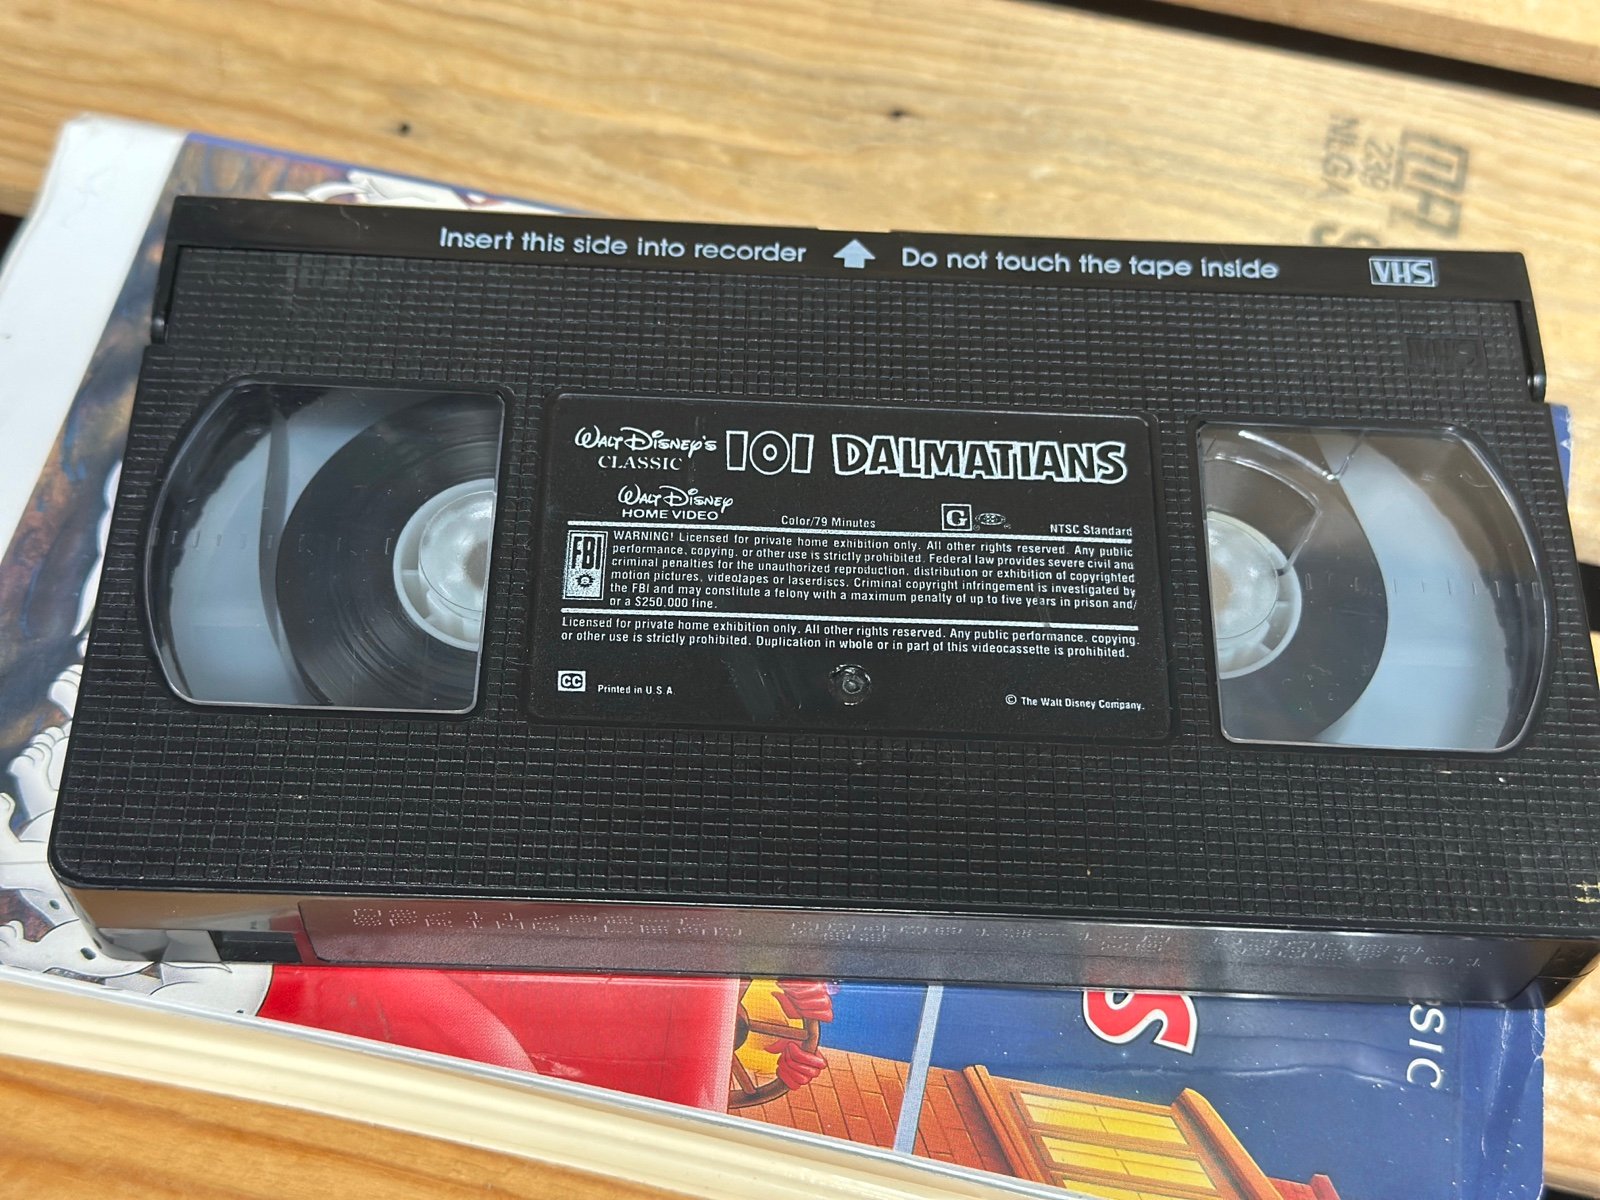 Insert this side into recorder Do not touch the tape inside VHS
WALT DISNEY'S
CLASSIC
101 DALMATIANS
WALT DISNEY
HOME VIDEO
Color/79 Minutes
G
NTSC Standard
FBI
WARNING! Licensed for private home exhibition only. All other rights reserved. Any public
performance, copying, or other use is strictly prohibited. Federal law provides severe civil and
criminal penalties for the unauthorized reproduction, distribution or exhibition of copyrighted
motion pictures, videotapes or laserdiscs. Criminal copyright infringement is investigated by
the FBI and may constitute a felony with a maximum penalty of up to five years in prison and/
or a $250,000 fine.
Licensed for private home exhibition only. All other rights reserved. Any public performance, copying,
or other use is strictly prohibited. Duplication in whole or in part of this videocassette is prohibited.
CC
Printed in U.S.A.
© The Walt Disney Company.
S
SSIC
NLGA